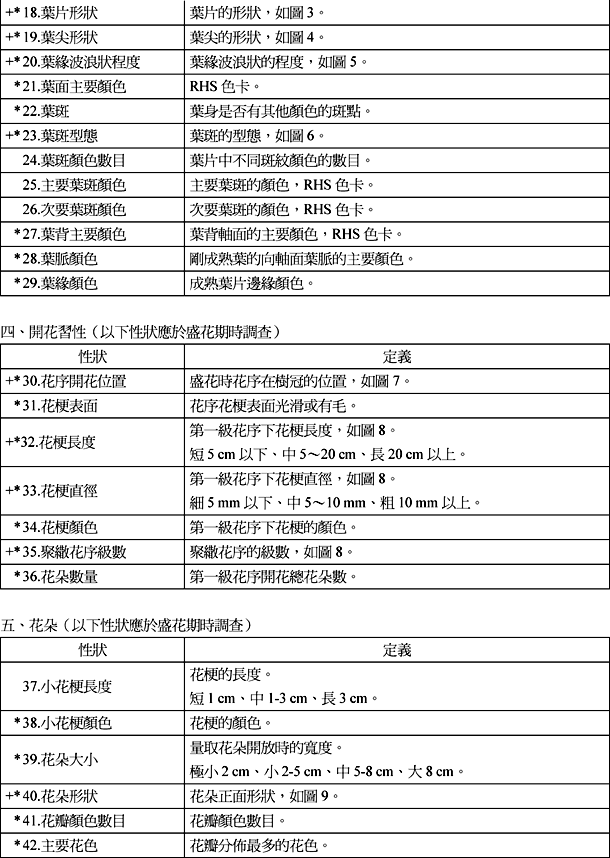 +*18.葉片形狀 葉片的形狀，如圖 3。
+*19.葉尖形狀 葉尖的形狀，如圖 4。
+*20.葉緣波浪狀程度 葉緣波浪狀的程度，如圖 5。
*21.葉面主要顏色 RHS 色卡。
*22.葉斑 葉身是否有其他顏色的斑點。
+*23.葉斑型態 葉斑的型態，如圖 6。
24.葉斑顏色數目 葉片中不同斑紋顏色的數目。
25.主要葉斑顏色 主要葉斑的顏色，RHS 色卡。
26.次要葉斑顏色 次要葉斑的顏色，RHS 色卡。
*27.葉背主要顏色 葉背軸面的主要顏色，RHS 色卡。
*28.葉脈顏色 剛成熟葉的向軸面葉脈的主要顏色。
*29.葉緣顏色 成熟葉片邊緣顏色。
四、開花習性（以下性狀應於盛花期時調查）
性狀 定義
+*30.花序開花位置 盛花時花序在樹冠的位置，如圖 7。
*31.花梗表面 花序花梗表面光滑或有毛。
+*32.花梗長度 第一級花序下花梗長度，如圖 8。
短 5 cm 以下、中 5～20 cm、長 20 cm 以上。
+*33.花梗直徑 第一級花序下花梗直徑，如圖 8。
細 5 mm 以下、中 5～10 mm、粗 10 mm 以上。
*34.花梗顏色 第一級花序下花梗的顏色。
+*35.聚繖花序級數 聚繖花序的級數，如圖 8。
*36.花朵數量 第一級花序開花總花朵數。
五、花朵（以下性狀應於盛花期時調查）
性狀 定義
37.小花梗長度 花梗的長度。
短 1 cm、中 1-3 cm、長 3 cm。
*38.小花梗顏色 花梗的顏色。
*39.花朵大小 量取花朵開放時的寬度。
極小 2 cm、小 2-5 cm、中 5-8 cm、大 8 cm。
+*40.花朵形狀 花朵正面形狀，如圖 9。
*41.花瓣顏色數目 花瓣顏色數目。
*42.主要花色 花瓣分佈最多的花色。